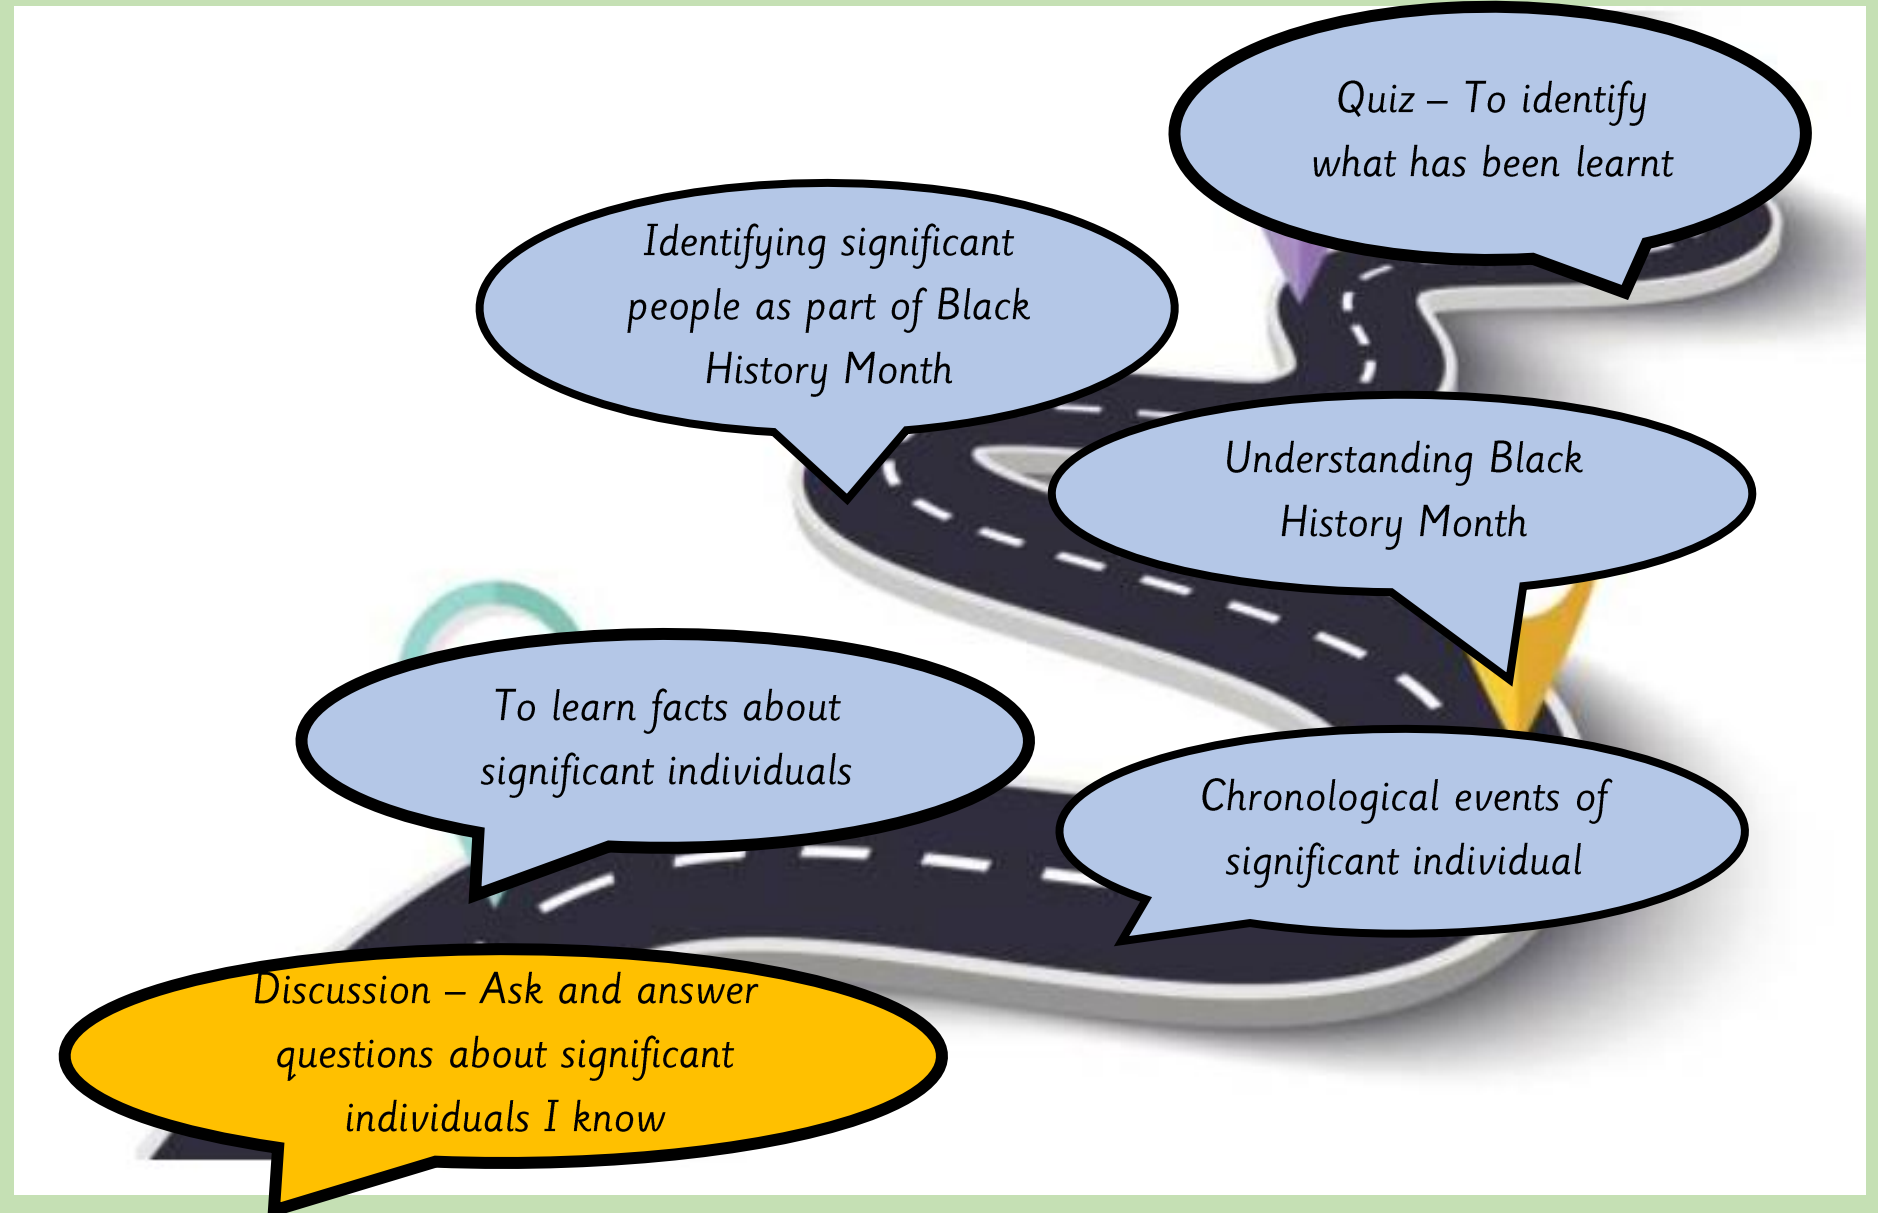 Quiz – To identify
what has been learnt
Identifying significant
people as part of Black
History Month
Understanding Black
History Month
To learn facts about
significant individuals
Chronological events of
significant individual
Discussion – Ask and answer
questions about significant
individuals I know